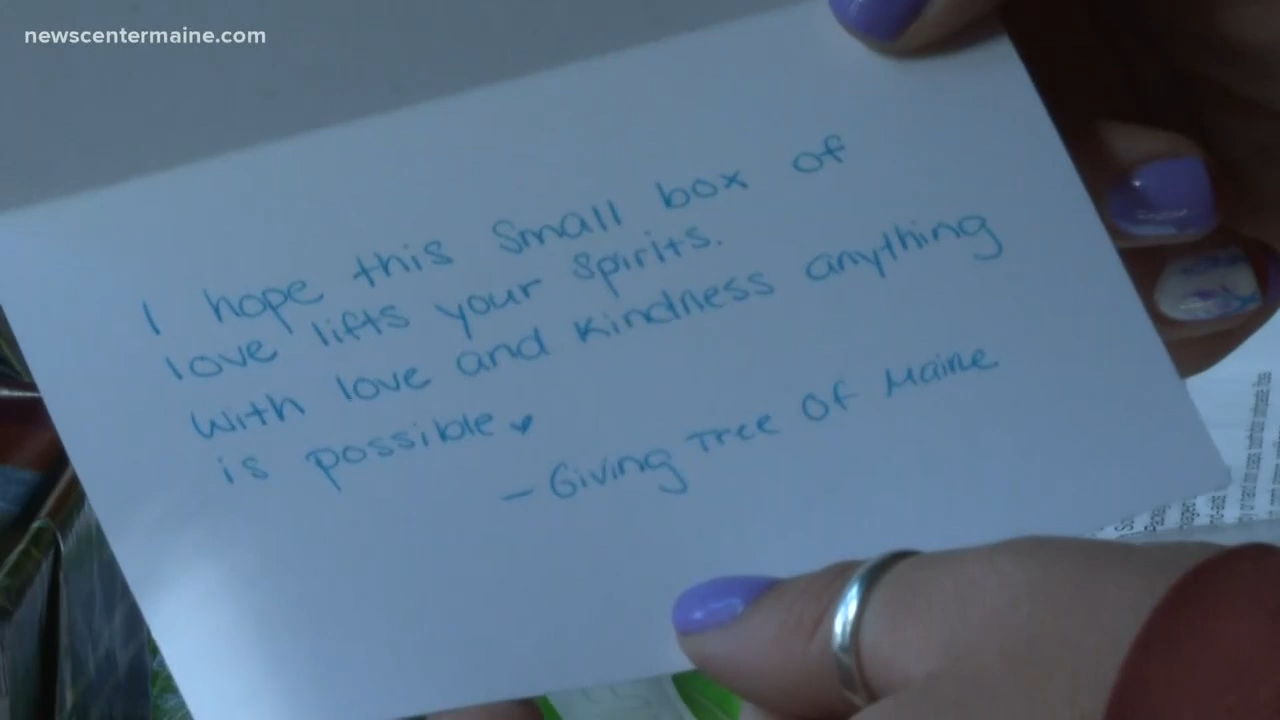 newscentermaine.com
I hope this small box of
love lifts your spirits.
With love and kindness anything
is possible ♥
- Giving Tree Of Maine